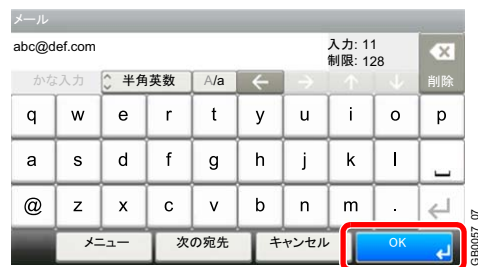 メール
abc@def.com
入力: 11
制限: 128
かな入力 半角英数 A/a ← → ↑ ↓ 削除
q w e r t y u i o p
a s d f g h j k l
@ z x c v b n m .
メニュー 次の宛先 キャンセル OK
GB0057_07